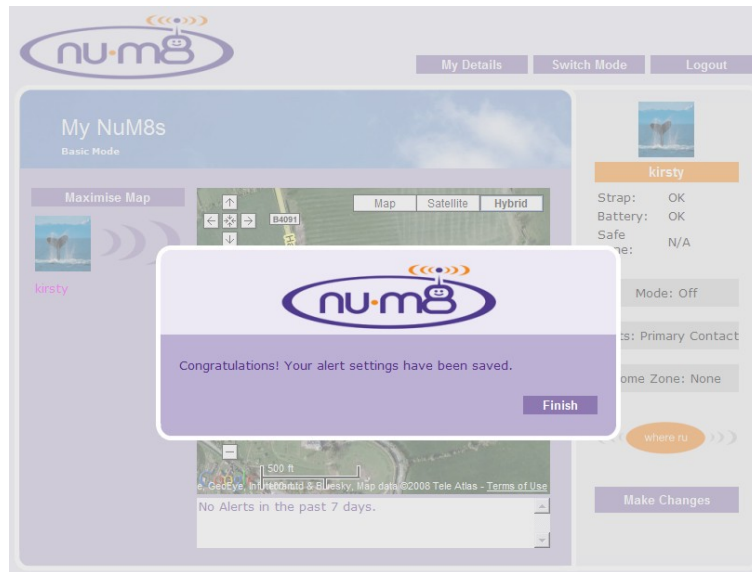 nu·m8
My Details
Switch Mode
Logout
My NuM8s
Basic Mode
kirsty
Maximise Map
Map
Satellite
Hybrid
B4091
kirsty
Strap: OK
Battery: OK
Safe
N/A
Mode: Off
Primary Contact
Zone: None
where ru
Make Changes
nu·m8
Congratulations! Your alert settings have been saved.
Finish
500 ft
& Bluesky, Map data ©2008 Tele Atlas - Terms of Use
No Alerts in the past 7 days.